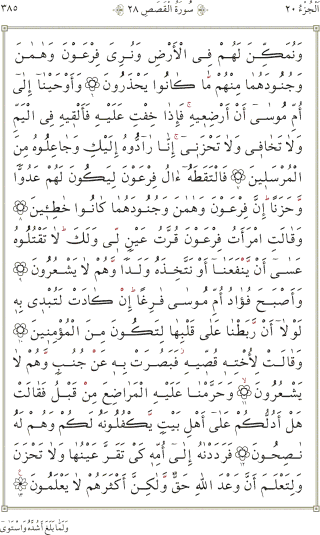 الْجُزْءُ ٢٠ سُورَةُ الْقَصَصِ ٢٨ ٣٨٥
وَنُمَكِّنَ لَهُمْ فِى الْأَرْضِ وَنُرِىَ فِرْعَوْنَ وَهَٰمَٰنَ
وَجُنُودَهُمَا مِنْهُم مَّا كَانُوا يَحْذَرُونَ وَأَوْحَيْنَا إِلَىٰ
أُمِّ مُوسَىٰ أَنْ أَرْضِعِيهِ فَإِذَا خِفْتِ عَلَيْهِ فَأَلْقِيهِ فِى الْيَمِّ
وَلَا تَخَافِى وَلَا تَحْزَنِى إِنَّا رَآدُّوهُ إِلَيْكِ وَجَاعِلُوهُ مِنَ
الْمُرْسَلِينَ فَالْتَقَطَهُ ءَالُ فِرْعَوْنَ لِيَكُونَ لَهُمْ عَدُوًّا
وَحَزَنًا إِنَّ فِرْعَوْنَ وَهَٰمَٰنَ وَجُنُودَهُمَا كَانُوا خَٰطِـِٔينَ
وَقَالَتِ امْرَأَتُ فِرْعَوْنَ قُرَّتُ عَيْنٍ لِّى وَلَكَ لَا تَقْتُلُوهُ
عَسَىٰ أَن يَنفَعَنَا أَوْ نَتَّخِذَهُ وَلَدًا وَهُمْ لَا يَشْعُرُونَ
وَأَصْبَحَ فُؤَادُ أُمِّ مُوسَىٰ فَٰرِغًا إِن كَادَتْ لَتُبْدِى بِهِ
لَوْلَا أَن رَّبَطْنَا عَلَىٰ قَلْبِهَا لِتَكُونَ مِنَ الْمُؤْمِنِينَ
وَقَالَتْ لِأُخْتِهِ قُصِّيهِ فَبَصُرَتْ بِهِ عَن جُنُبٍ وَهُمْ لَا
يَشْعُرُونَ وَحَرَّمْنَا عَلَيْهِ الْمَرَاضِعَ مِن قَبْلُ فَقَالَتْ
هَلْ أَدُلُّكُمْ عَلَىٰ أَهْلِ بَيْتٍ يَكْفُلُونَهُ لَكُمْ وَهُمْ لَهُ
نَٰصِحُونَ فَرَدَدْنَٰهُ إِلَىٰ أُمِّهِ كَىْ تَقَرَّ عَيْنُهَا وَلَا تَحْزَنَ
وَلِتَعْلَمَ أَنَّ وَعْدَ اللَّهِ حَقٌّ وَلَٰكِنَّ أَكْثَرَهُمْ لَا يَعْلَمُونَ
وَلَمَّا بَلَغَ أَشُدَّهُ وَاسْتَوَىٰ